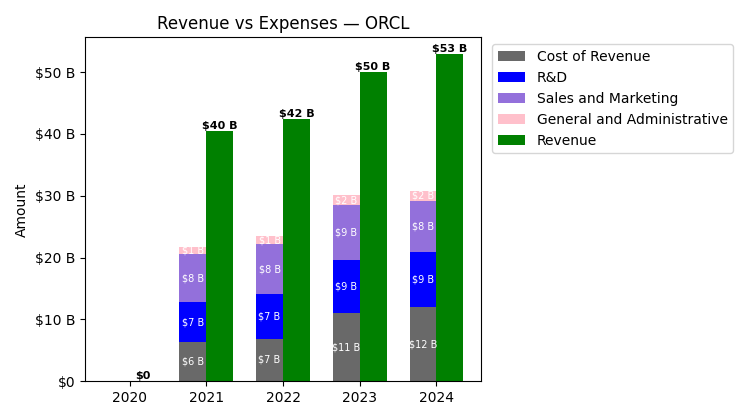 Revenue vs Expenses — ORCL
Amount
$50 B
$40 B
$30 B
$20 B
$10 B
$0
2020
2021
2022
2023
2024
$0
$40 B
$42 B
$50 B
$53 B
$1 B
$8 B
$7 B
$6 B
$1 B
$8 B
$7 B
$7 B
$2 B
$9 B
$9 B
$11 B
$2 B
$8 B
$9 B
$12 B
Cost of Revenue
R&D
Sales and Marketing
General and Administrative
Revenue